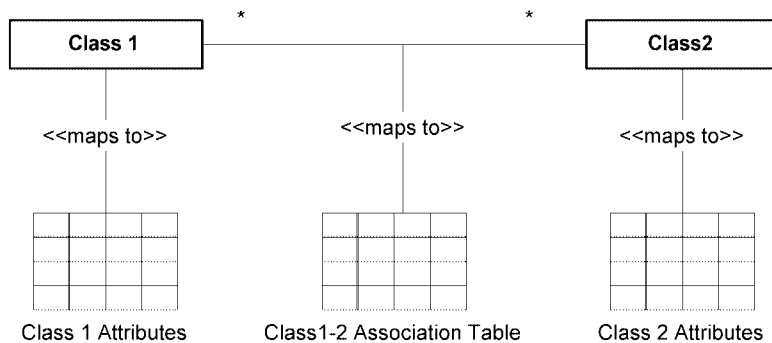 * *
Class 1 Class2
<<maps to>> <<maps to>> <<maps to>>
Class 1 Attributes Class1-2 Association Table Class 2 Attributes